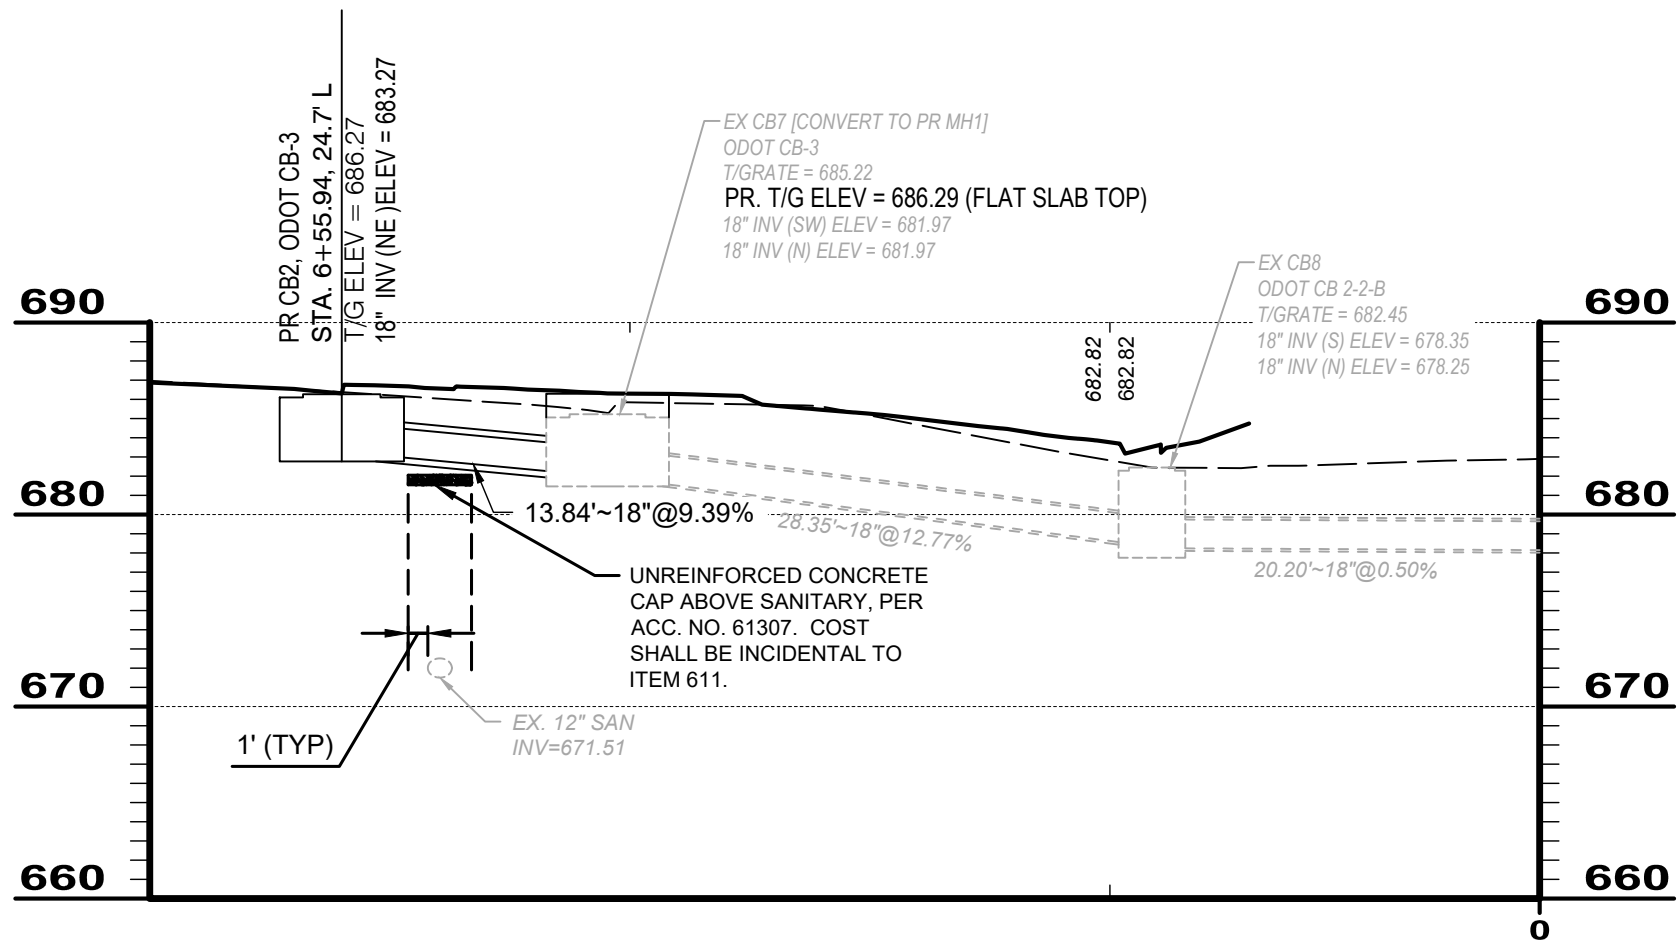 PR CB2, ODOT CB-3
STA. 6+55.94, 24.7' L
T/G ELEV = 686.27
18" INV (NE )ELEV = 683.27
EX CB7 [CONVERT TO PR MH1]
ODOT CB-3
T/GRATE = 685.22
PR. T/G ELEV = 686.29 (FLAT SLAB TOP)
18" INV (SW) ELEV = 681.97
18" INV (N) ELEV = 681.97
EX CB8
ODOT CB 2-2-B
T/GRATE = 682.45
18" INV (S) ELEV = 678.35
18" INV (N) ELEV = 678.25
690
690
682.82
682.82
680
680
13.84'~18"@9.39%
28.35'~18"@12.77%
20.20'~18"@0.50%
UNREINFORCED CONCRETE
CAP ABOVE SANITARY, PER
ACC. NO. 61307. COST
SHALL BE INCIDENTAL TO
ITEM 611.
670
670
EX. 12" SAN
INV=671.51
1' (TYP)
660
660
0